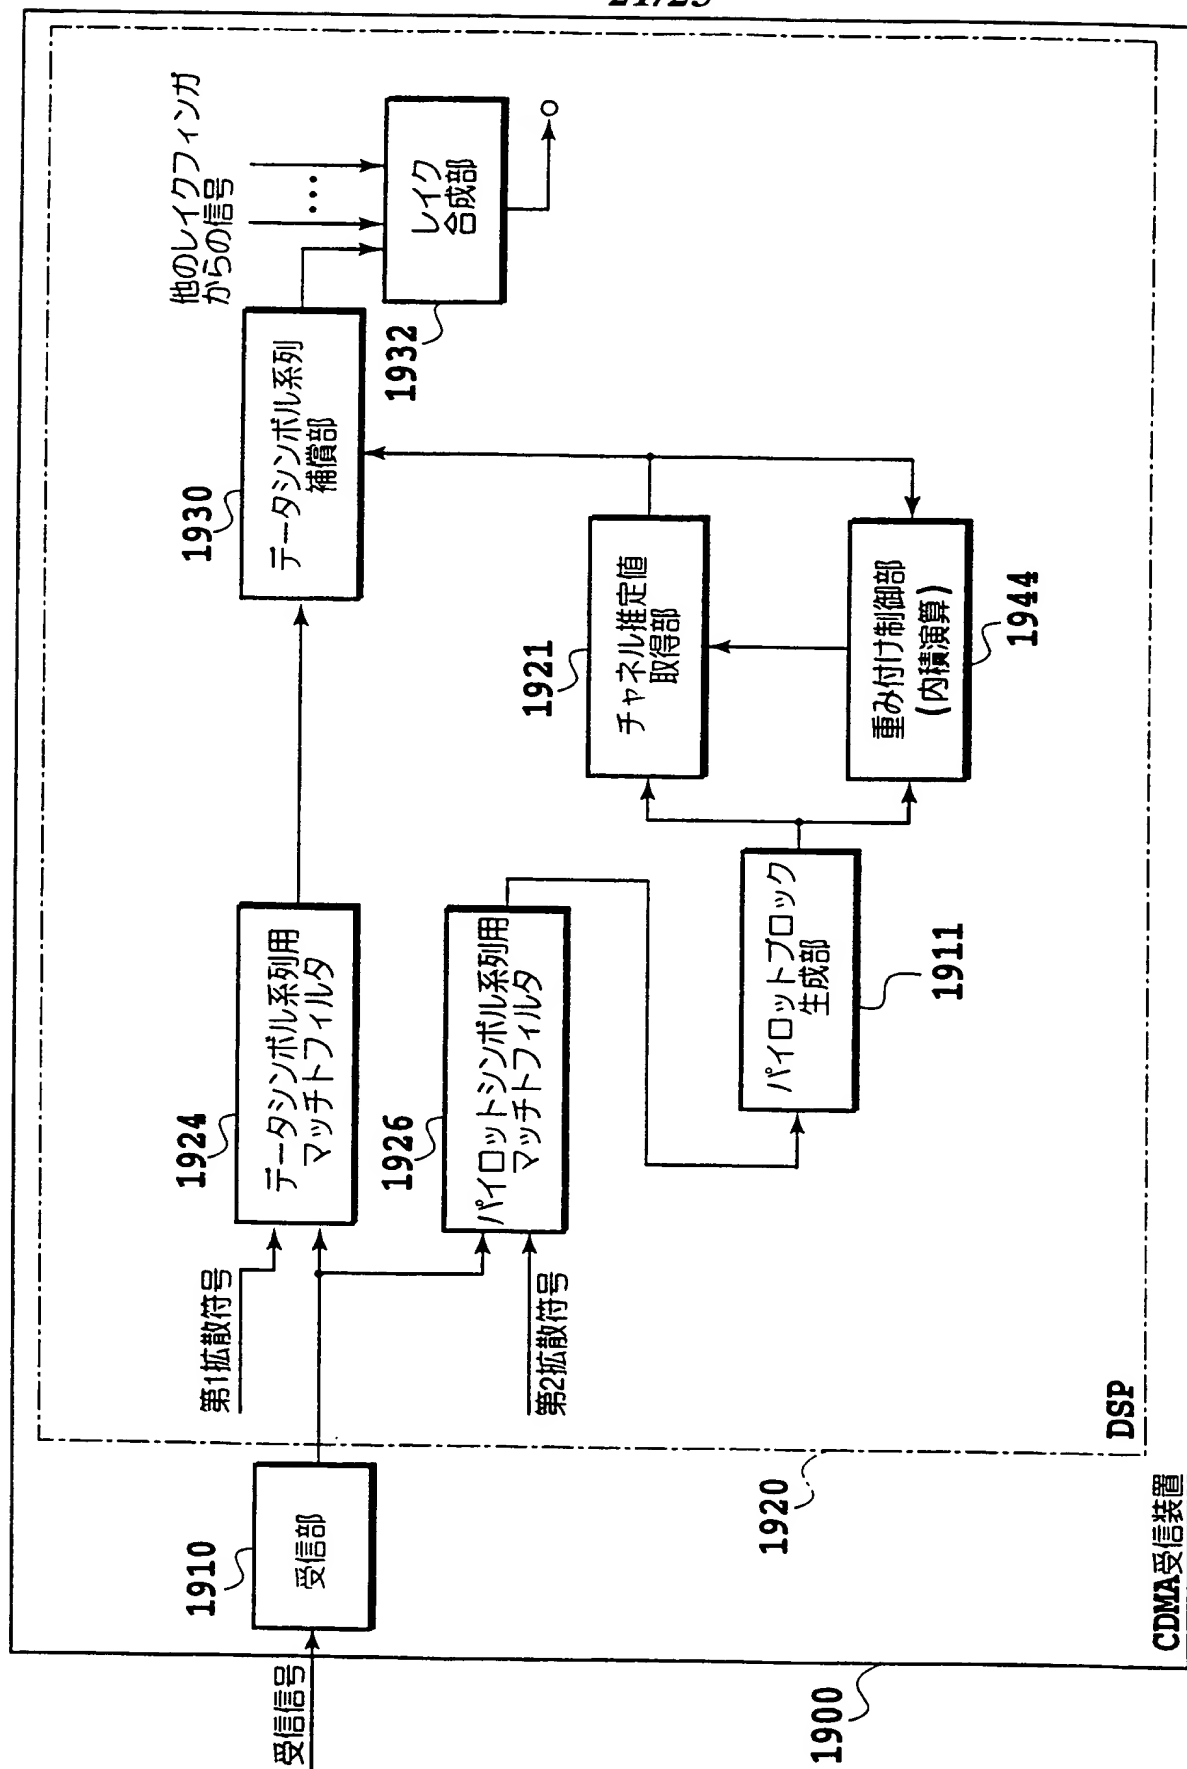 受信信号
1910
受信部
第1拡散符号
1924
データシンボル系列用
マッチトフィルタ
1930
データシンボル系列
補償部
他のレイクフィンガ
からの信号
レイク
合成部
1932
第2拡散符号
1926
パイロットシンボル系列用
マッチトフィルタ
1921
チャネル推定値
取得部
パイロットブロック
生成部
1911
重み付け制御部
(内積演算)
1944
1920
DSP
1900
CDMA受信装置